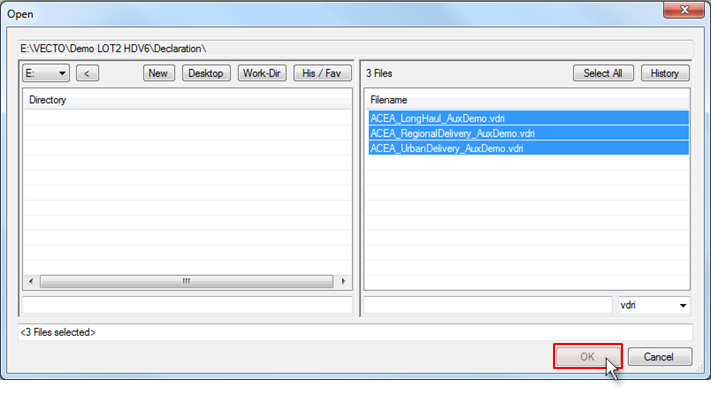 Open
E:\VECTO\Demo LOT2 HDV6\Declaration\
E: < New Desktop Work-Dir His / Fav
3 Files Select All History
Directory
Filename
ACEA_LongHaul_AuxDemo.vdri
ACEA_RegionalDelivery_AuxDemo.vdri
ACEA_UrbanDelivery_AuxDemo.vdri
vdri
<3 Files selected>
OK Cancel